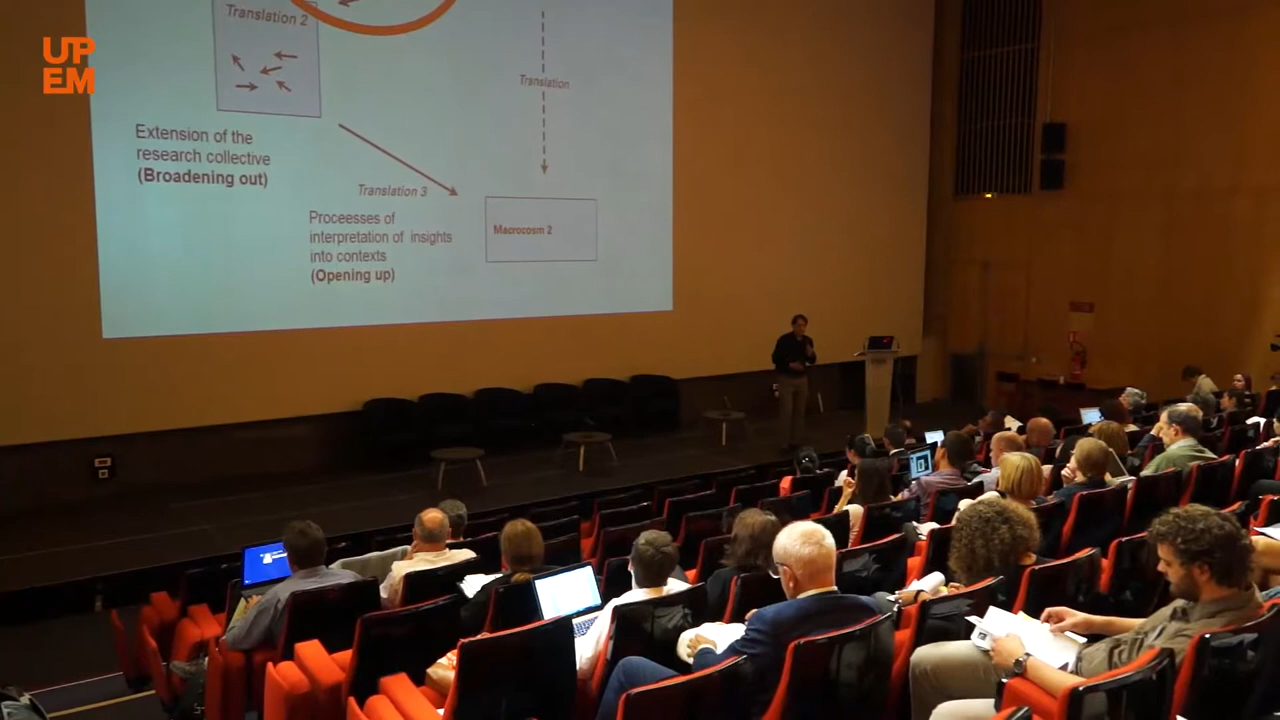 UP
EM
Translation 2
Translation
Extension of the
research collective
(Broadening out)
Translation 3
Proceesses of
interpretation of insights
into contexts
(Opening up)
Macrocosm 2